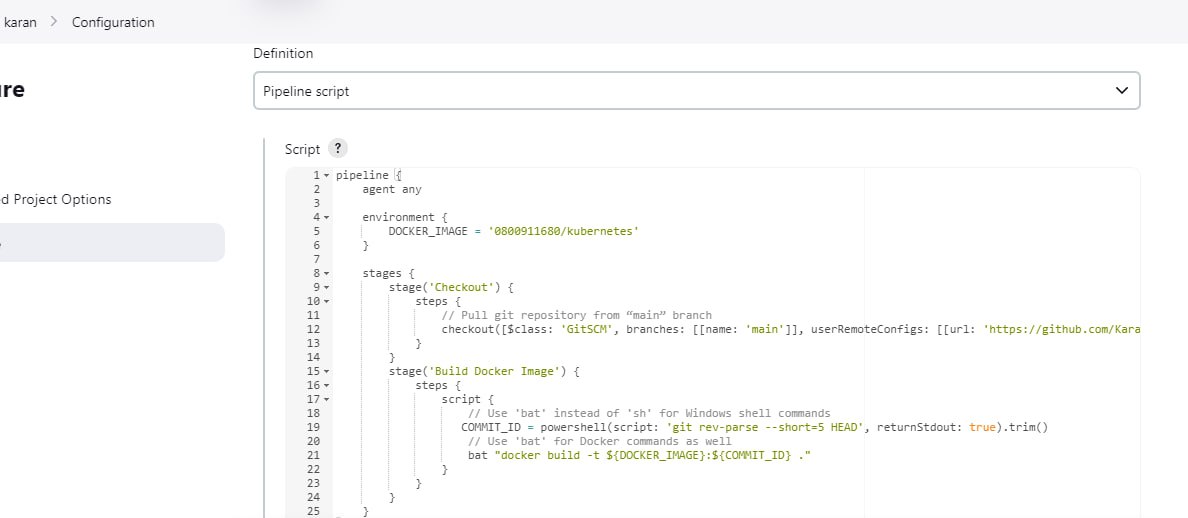 karan > Configuration
Definition
ure
Pipeline script
Script ?
d Project Options
1 pipeline {
2     agent any
3
4     environment {
5         DOCKER_IMAGE = '0800911680/kubernetes'
6     }
7
8     stages {
9         stage('Checkout') {
10             steps {
11                 // Pull git repository from “main” branch
12                 checkout([$class: 'GitSCM', branches: [[name: 'main']], userRemoteConfigs: [[url: 'https://github.com/Kara
13             }
14         }
15         stage('Build Docker Image') {
16             steps {
17                 script {
18                     // Use 'bat' instead of 'sh' for Windows shell commands
19                    COMMIT_ID = powershell(script: 'git rev-parse --short=5 HEAD', returnStdout: true).trim()
20                     // Use 'bat' for Docker commands as well
21                     bat "docker build -t ${DOCKER_IMAGE}:${COMMIT_ID} ."
22                 }
23             }
24         }
25     }